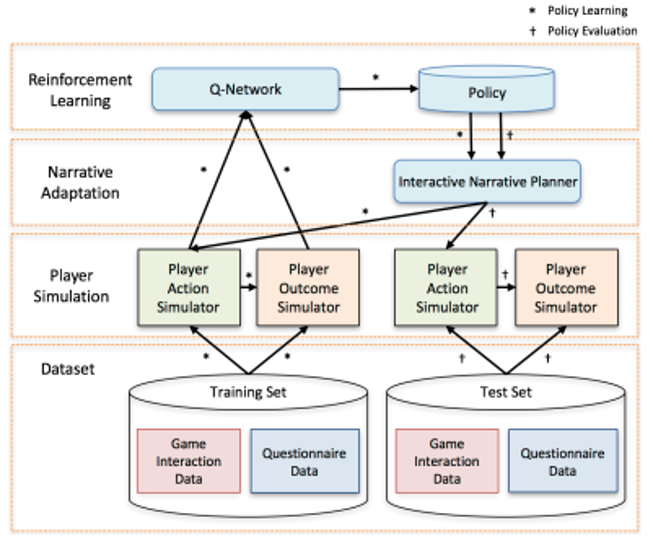 * Policy Learning
† Policy Evaluation
Reinforcement
Learning
Q-Network
*
Policy
*
†
Narrative
Adaptation
Interactive Narrative Planner
*
*
*
†
Player
Simulation
Player
Action
Simulator
*
Player
Outcome
Simulator
Player
Action
Simulator
†
Player
Outcome
Simulator
Dataset
*
*
†
†
Training Set
Test Set
Game
Interaction
Data
Questionnaire
Data
Game
Interaction
Data
Questionnaire
Data